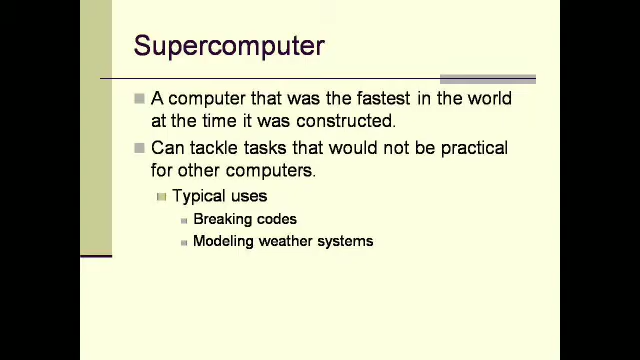 Supercomputer
A computer that was the fastest in the world
at the time it was constructed.
Can tackle tasks that would not be practical
for other computers.
Typical uses
Breaking codes
Modeling weather systems